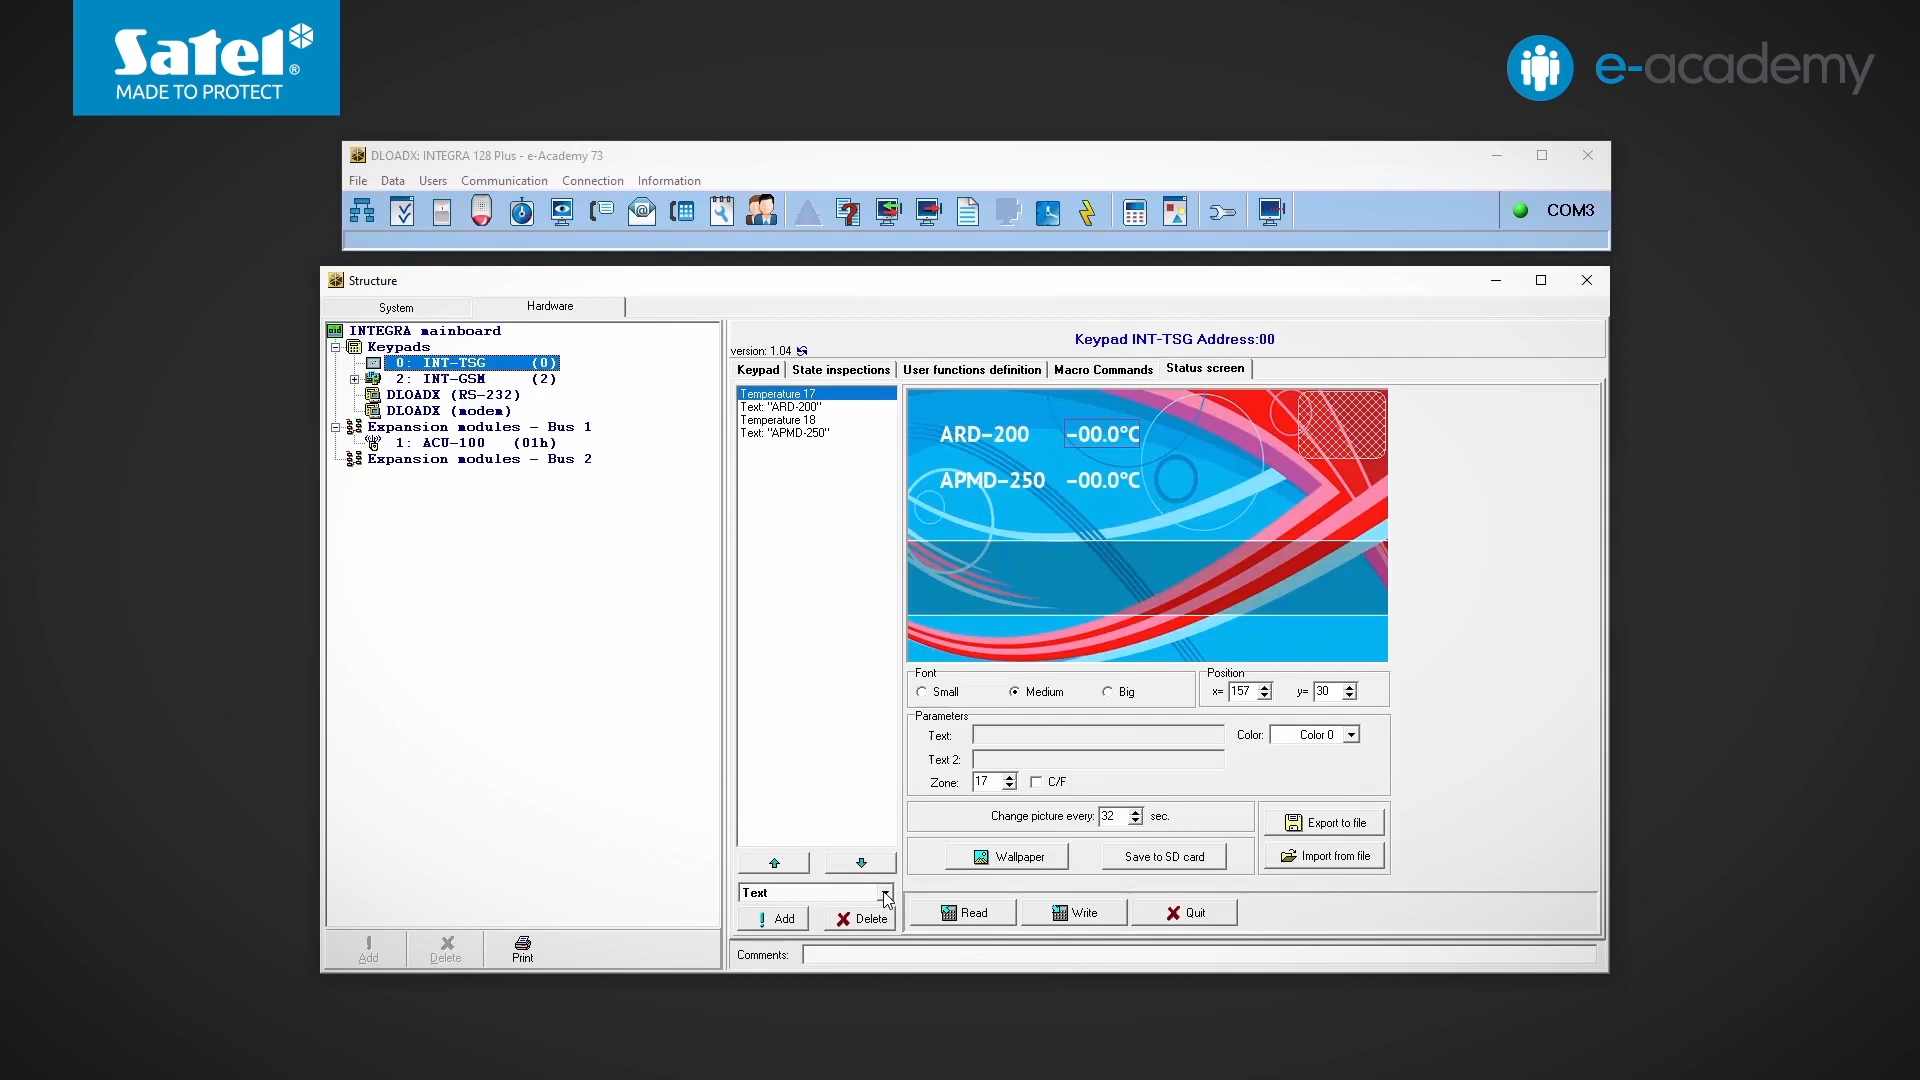 Satel®
MADE TO PROTECT
e-academy
DLOADX: INTEGRA 128 Plus - e-Academy 73
File Data Users Communication Connection Information
COM3
Structure
System Hardware
INTEGRA mainboard
Keypads
0: INT-TSG (0)
2: INT-GSM (2)
DLOADX (RS-232)
DLOADX (modem)
Expansion modules - Bus 1
1: ACU-100 (01h)
Expansion modules - Bus 2
Add Delete Print
Keypad INT-TSG Address:00
version: 1.04
Keypad State inspections User functions definition Macro Commands Status screen
Temperature 17
Text: "ARD-200"
Temperature 18
Text: "APMD-250"
ARD-200 -00.0°C
APMD-250 -00.0°C
Font
Small Medium Big
Position
x= 157 y= 30
Parameters
Text:
Color: Color 0
Text 2:
Zone: 17 C/F
Change picture every: 32 sec.
Export to file
Wallpaper Save to SD card
Import from file
Text
Add Delete
Read Write Quit
Comments: